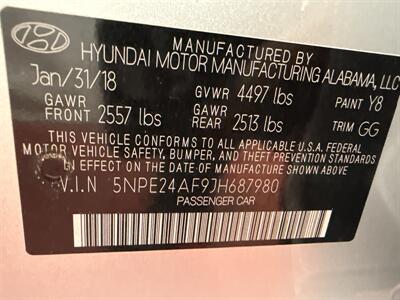 MANUFACTURED BY
HYUNDAI MOTOR MANUFACTURING ALABAMA, LLC
Jan/31/18 GVWR 4497 lbs PAINT Y8
GAWR FRONT 2557 lbs GAWR REAR 2513 lbs TRIM GG
THIS VEHICLE CONFORMS TO ALL APPLICABLE U.S.A. FEDERAL
MOTOR VEHICLE SAFETY, BUMPER, AND THEFT PREVENTION STANDARDS
IN EFFECT ON THE DATE OF MANUFACTURE SHOWN ABOVE.
V.I.N 5NPE24AF9JH687980
PASSENGER CAR